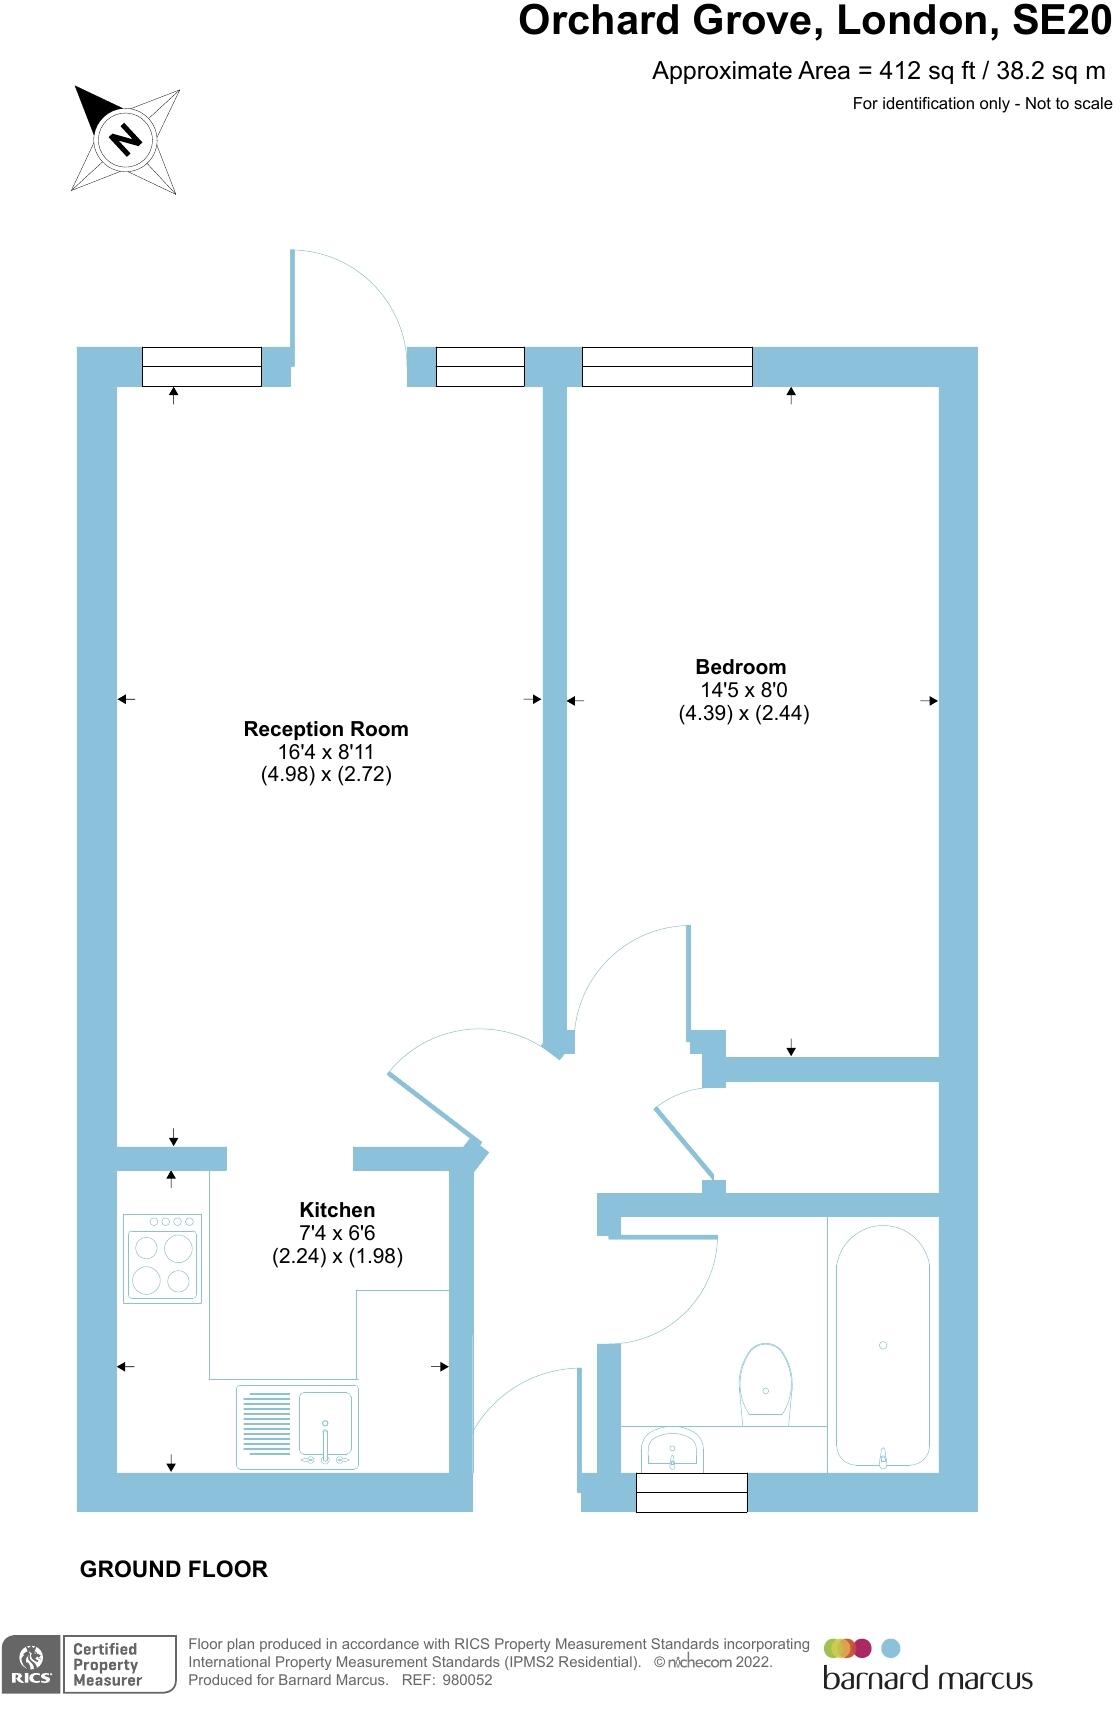 Orchard Grove, London, SE20
Approximate Area = 412 sq ft / 38.2 sq m
For identification only - Not to scale
N
Bedroom
14'5 x 8'0
(4.39) x (2.44)
Reception Room
16'4 x 8'11
(4.98) x (2.72)
Kitchen
7'4 x 6'6
(2.24) x (1.98)
GROUND FLOOR
RICS
Certified
Property
Measurer
Floor plan produced in accordance with RICS Property Measurement Standards incorporating
International Property Measurement Standards (IPMS2 Residential). © nichecom 2022.
Produced for Barnard Marcus. REF: 980052
barnard marcus